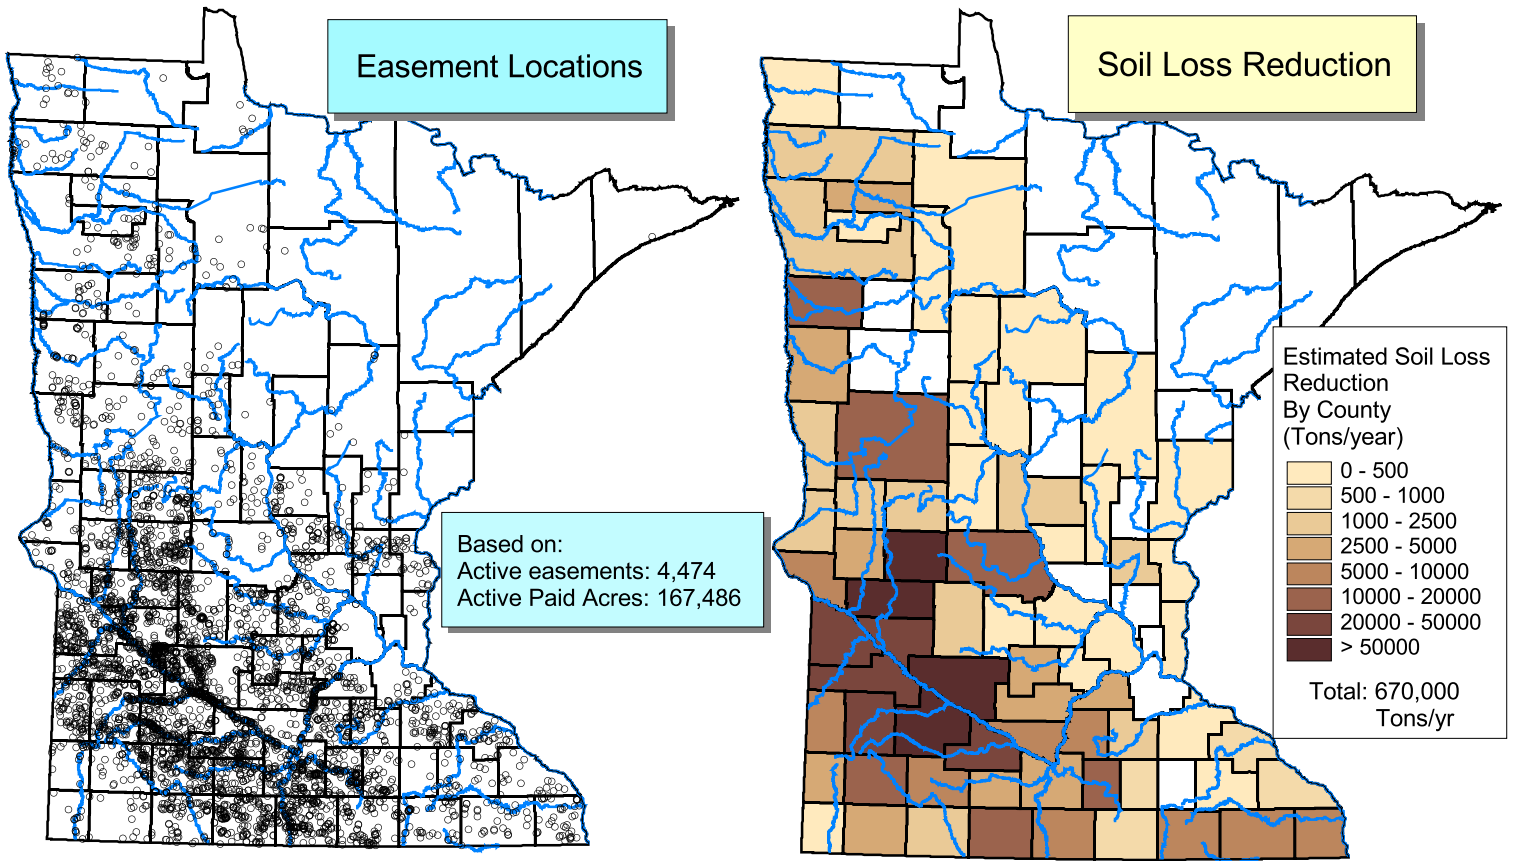 Easement Locations
Soil Loss Reduction
Based on:
Active easements: 4,474
Active Paid Acres: 167,486
Estimated Soil Loss
Reduction
By County
(Tons/year)
0 - 500
500 - 1000
1000 - 2500
2500 - 5000
5000 - 10000
10000 - 20000
20000 - 50000
> 50000
Total: 670,000
Tons/yr